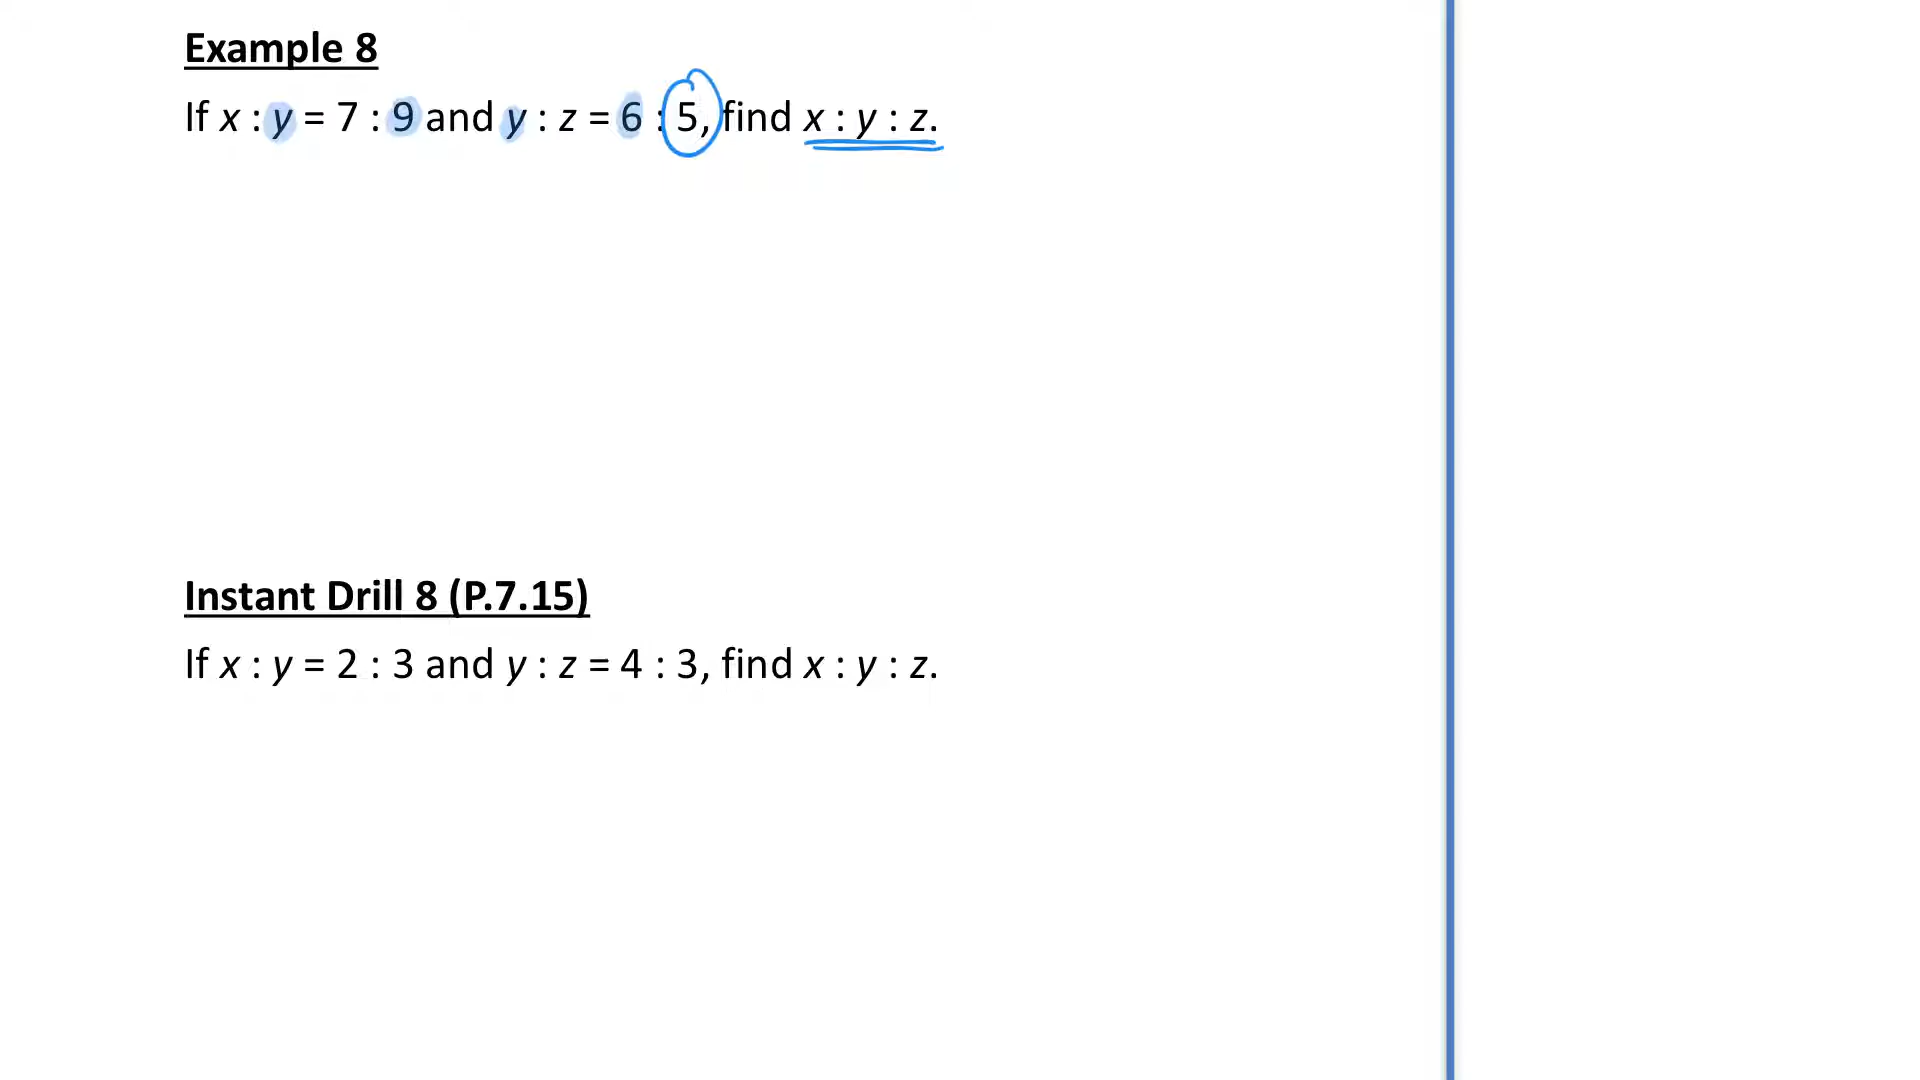 Example 8
If x : y = 7 : 9 and y : z = 6 : 5, find x : y : z.
Instant Drill 8 (P.7.15)
If x : y = 2 : 3 and y : z = 4 : 3, find x : y : z.